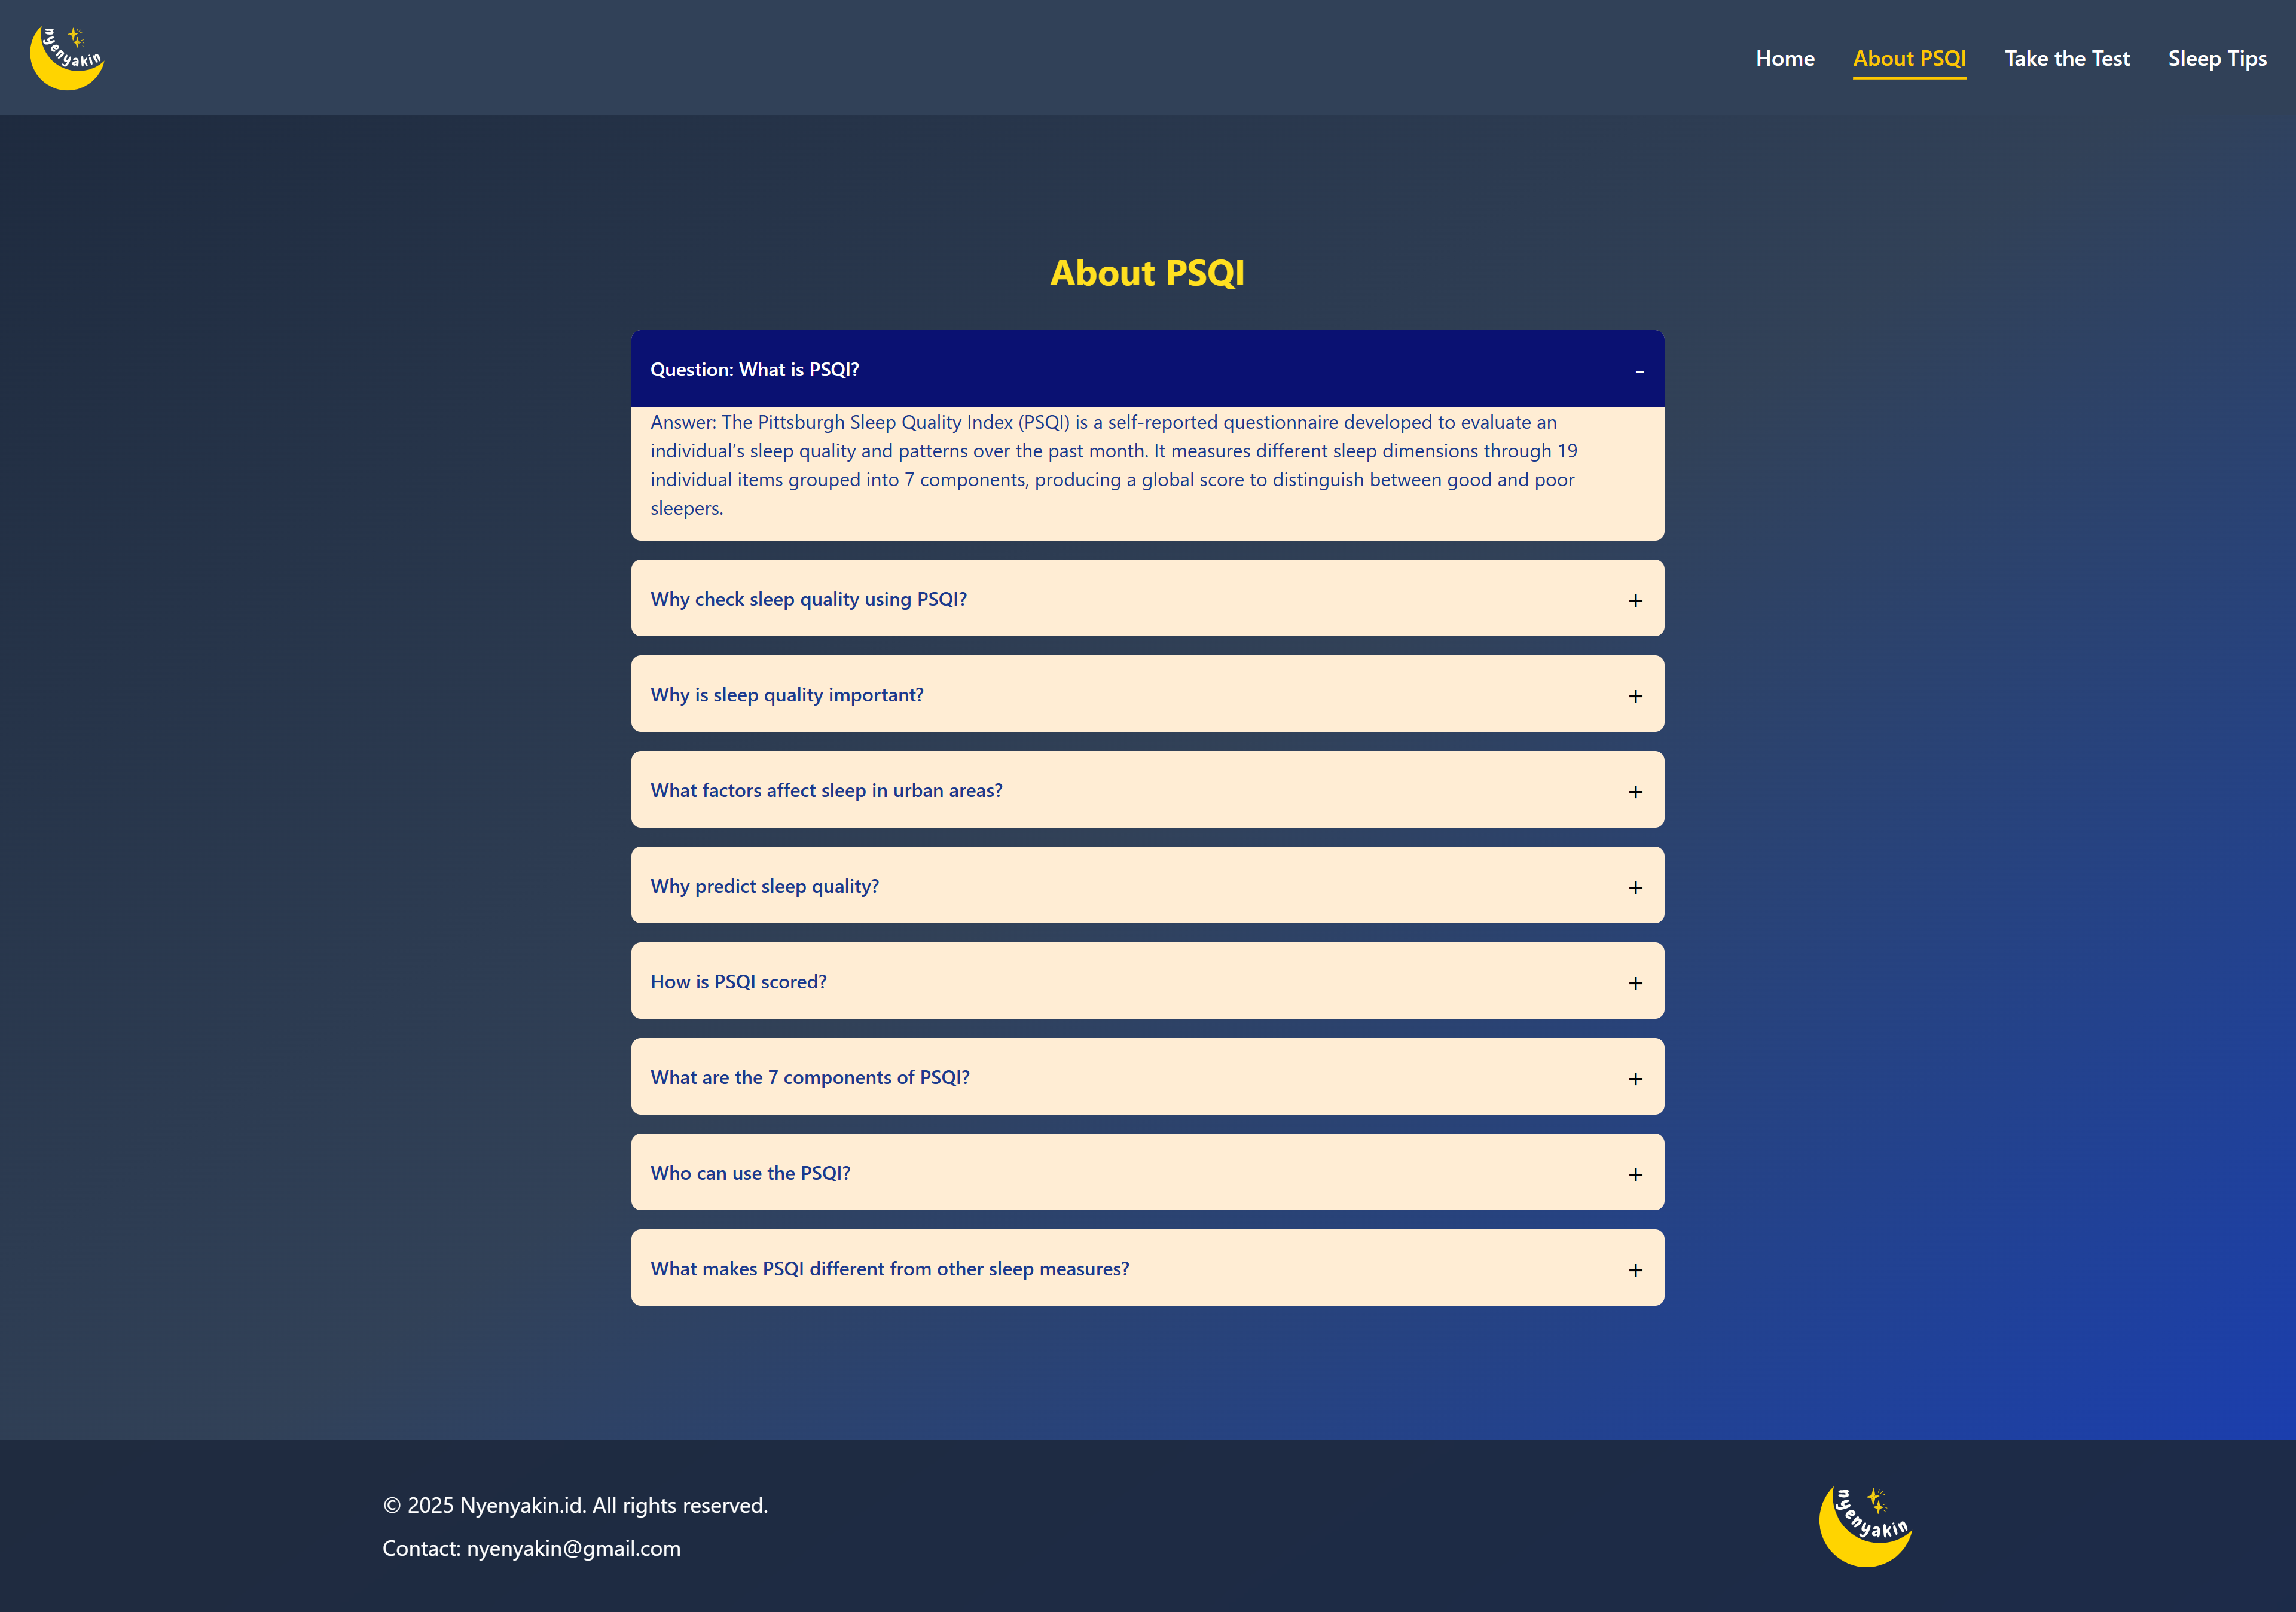 nyenyakin
Home
About PSQI
Take the Test
Sleep Tips
About PSQI
Question: What is PSQI?
-
Answer: The Pittsburgh Sleep Quality Index (PSQI) is a self-reported questionnaire developed to evaluate an
individual’s sleep quality and patterns over the past month. It measures different sleep dimensions through 19
individual items grouped into 7 components, producing a global score to distinguish between good and poor
sleepers.
Why check sleep quality using PSQI?
+
Why is sleep quality important?
+
What factors affect sleep in urban areas?
+
Why predict sleep quality?
+
How is PSQI scored?
+
What are the 7 components of PSQI?
+
Who can use the PSQI?
+
What makes PSQI different from other sleep measures?
+
© 2025 Nyenyakin.id. All rights reserved.
Contact: nyenyakin@gmail.com
nyenyakin